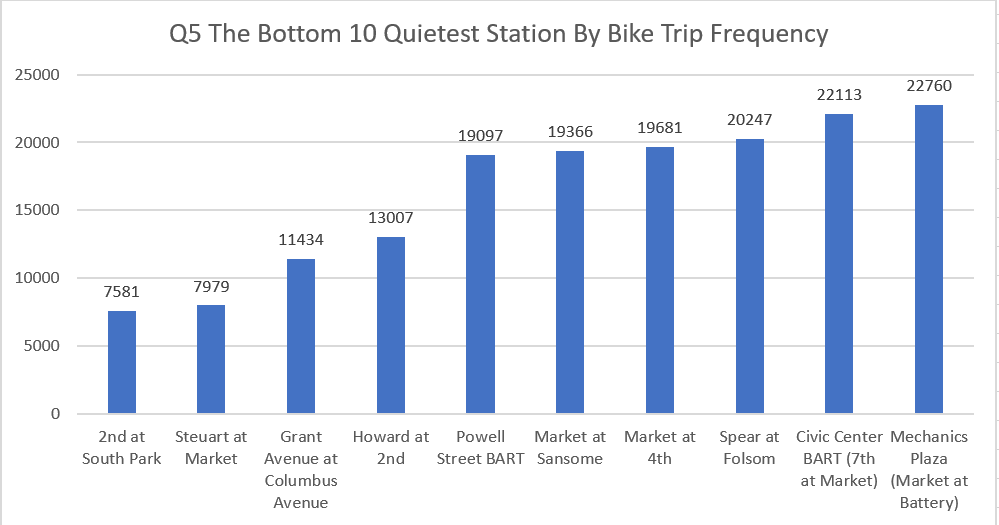 Q5 The Bottom 10 Quietest Station By Bike Trip Frequency
25000
20000
15000
10000
5000
0
7581
7979
11434
13007
19097
19366
19681
20247
22113
22760
2nd at
South Park
Steuart at
Market
Grant
Avenue at
Columbus
Avenue
Howard at
2nd
Powell
Street BART
Market at
Sansome
Market at
4th
Spear at
Folsom
Civic Center
BART (7th
at Market)
Mechanics
Plaza
(Market at
Battery)